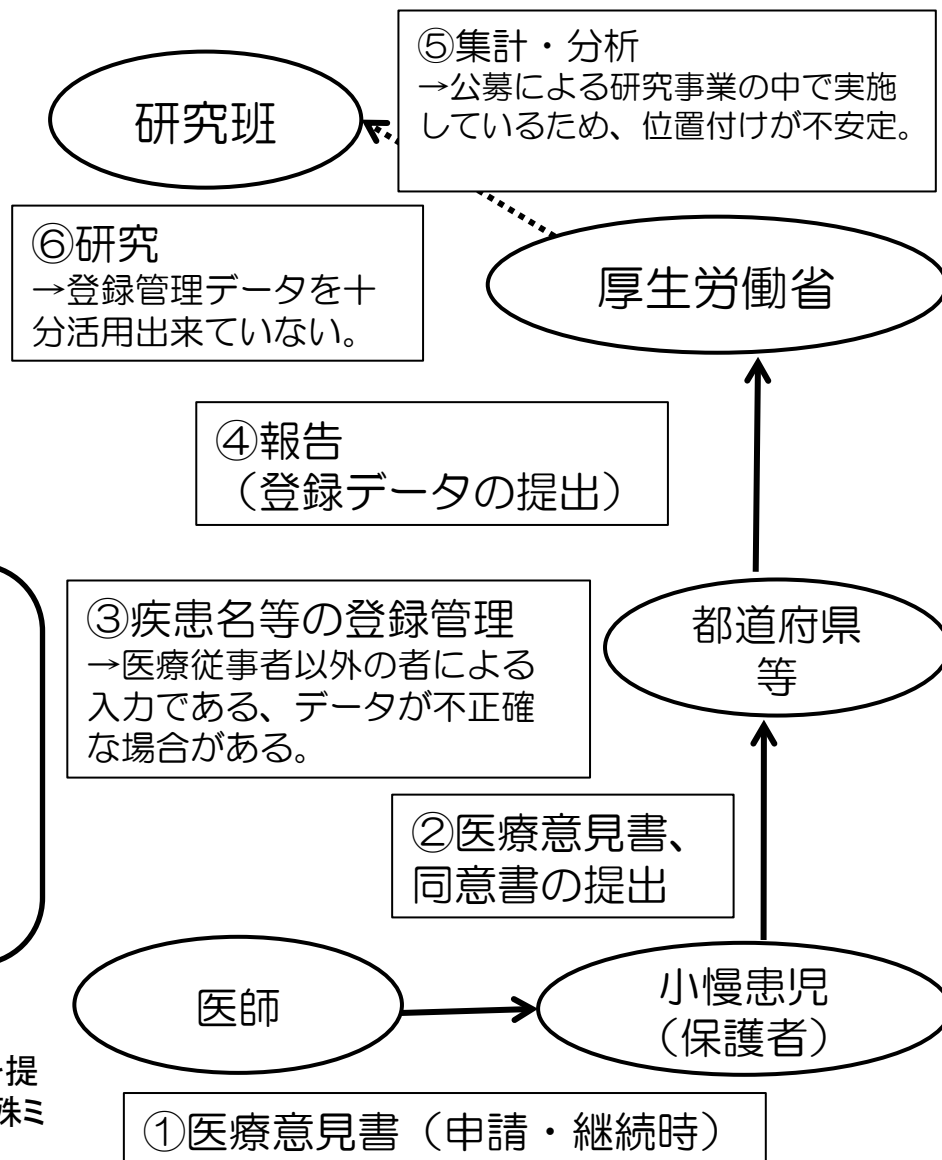 ⑤集計・分析
→公募による研究事業の中で実施
しているため、位置付けが不安定。
研究班
⑥研究
→登録管理データを十
分活用出来ていない。
厚生労働省
④報告
（登録データの提出）
③疾患名等の登録管理
→医療従事者以外の者による
入力である、データが不正確
な場合がある。
都道府県
等
②医療意見書、
同意書の提出
医師
小慢患児
（保護者）
提
殊ミ
①医療意見書（申請・継続時）